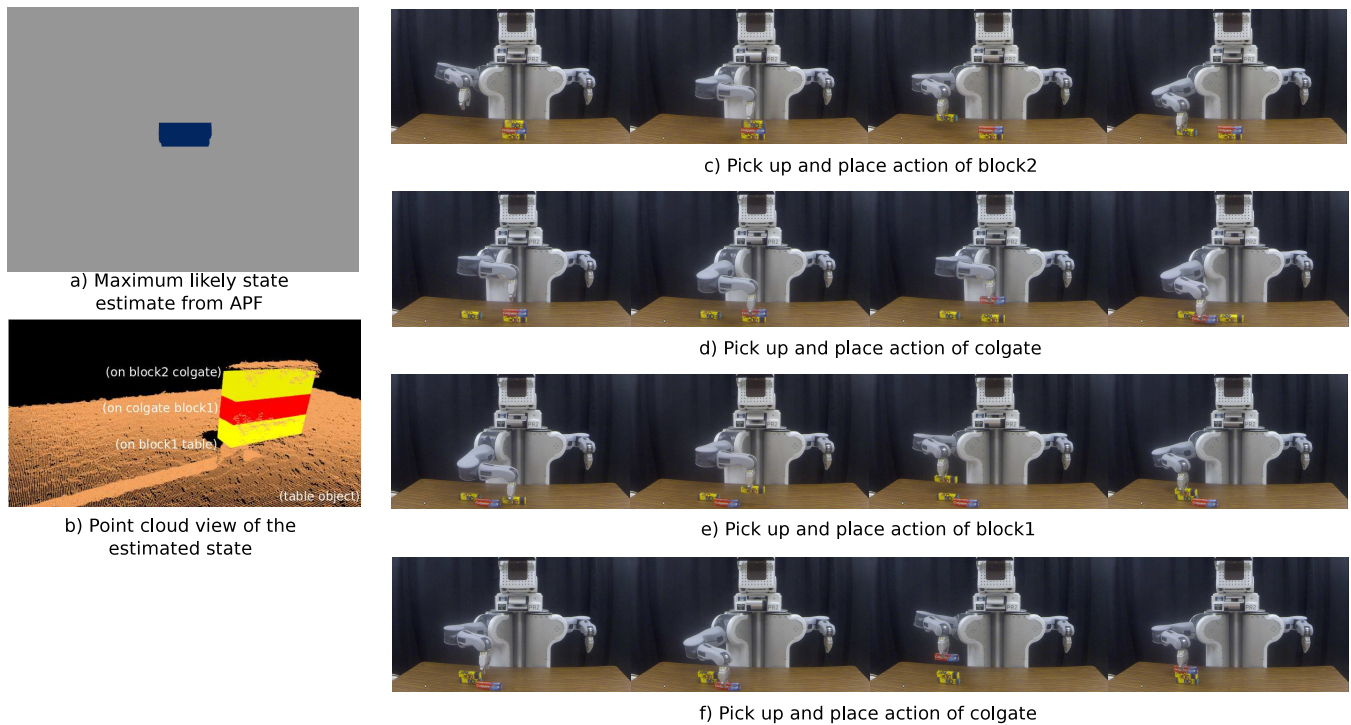 a) Maximum likely state
estimate from APF
(on block2 colgate)
(on colgate block1)
(on block1 table)
(table object)
b) Point cloud view of the
estimated state
PR2
c) Pick up and place action of block2
d) Pick up and place action of colgate
e) Pick up and place action of block1
f) Pick up and place action of colgate